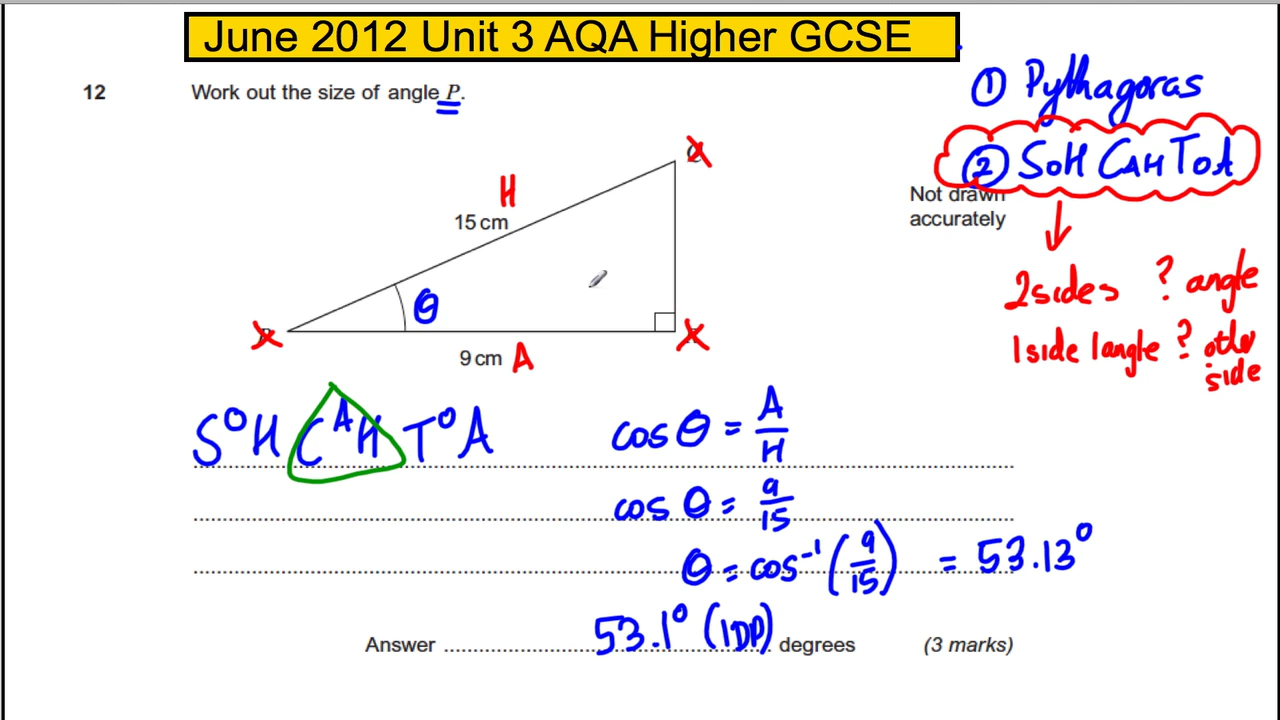 June 2012 Unit 3 AQA Higher GCSE
12 Work out the size of angle P.
① Pythagoras
② SOH CAH TOA
Not drawn
accurately
2 sides ? angle
1 side 1 angle ? other
side
H
15 cm
θ
9 cm A
SOH CAH TOA
cos θ = A/H
cos θ = 9/15
θ = cos⁻¹ (9/15) = 53.13°
Answer 53.1° (1DP) degrees (3 marks)